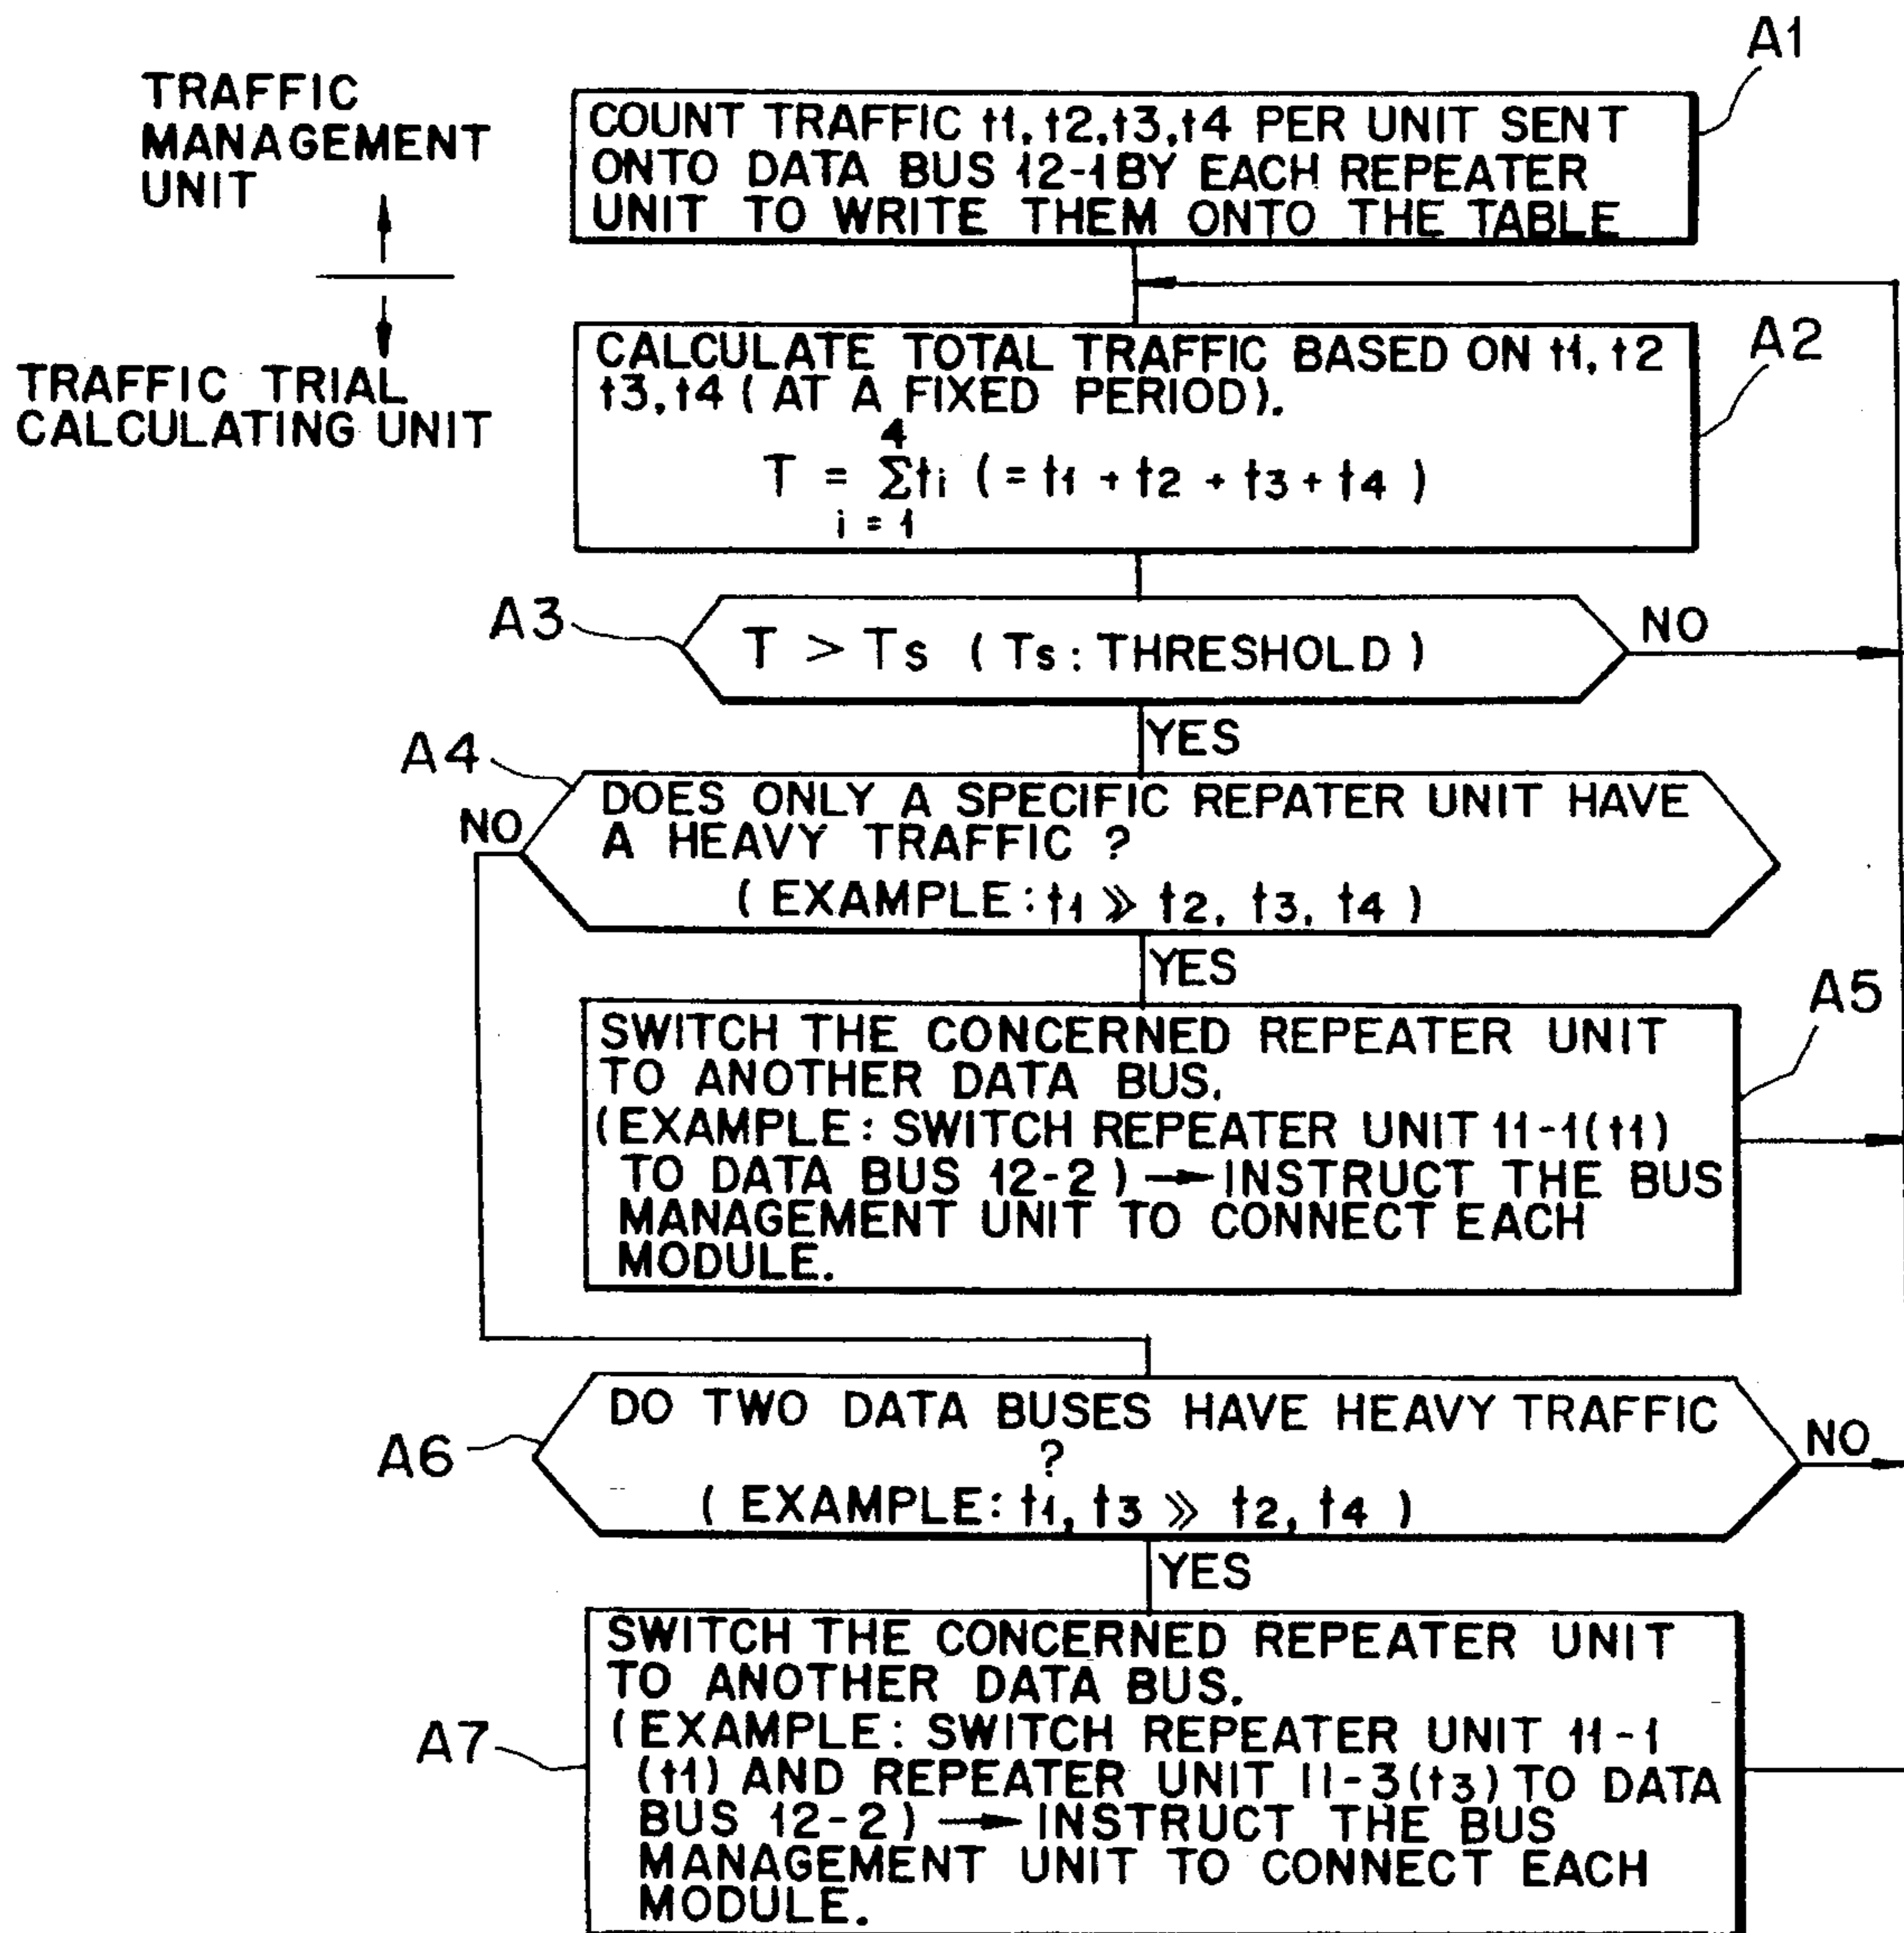 A1
TRAFFIC
MANAGEMENT
UNIT
COUNT TRAFFIC t1, t2, t3, t4 PER UNIT SENT
ONTO DATA BUS 12-1 BY EACH REPEATER
UNIT TO WRITE THEM ONTO THE TABLE
TRAFFIC TRIAL
CALCULATING UNIT
A2
CALCULATE TOTAL TRAFFIC BASED ON t1, t2
t3, t4 ( AT A FIXED PERIOD ).
4
T = Σti ( = t1 + t2 + t3 + t4 )
i = 1
A3
T > Ts ( Ts : THRESHOLD )
NO
YES
A4
NO
DOES ONLY A SPECIFIC REPATER UNIT HAVE
A HEAVY TRAFFIC ?
( EXAMPLE : t1 ≫ t2, t3, t4 )
YES
A5
SWITCH THE CONCERNED REPEATER UNIT
TO ANOTHER DATA BUS.
( EXAMPLE : SWITCH REPEATER UNIT 11-1(t1)
TO DATA BUS 12-2 ) → INSTRUCT THE BUS
MANAGEMENT UNIT TO CONNECT EACH
MODULE.
A6
DO TWO DATA BUSES HAVE HEAVY TRAFFIC
?
( EXAMPLE : t1, t3 ≫ t2, t4 )
NO
YES
A7
SWITCH THE CONCERNED REPEATER UNIT
TO ANOTHER DATA BUS.
( EXAMPLE : SWITCH REPEATER UNIT 11-1
(t1) AND REPEATER UNIT 11-3(t3) TO DATA
BUS 12-2 ) → INSTRUCT THE BUS
MANAGEMENT UNIT TO CONNECT EACH
MODULE.